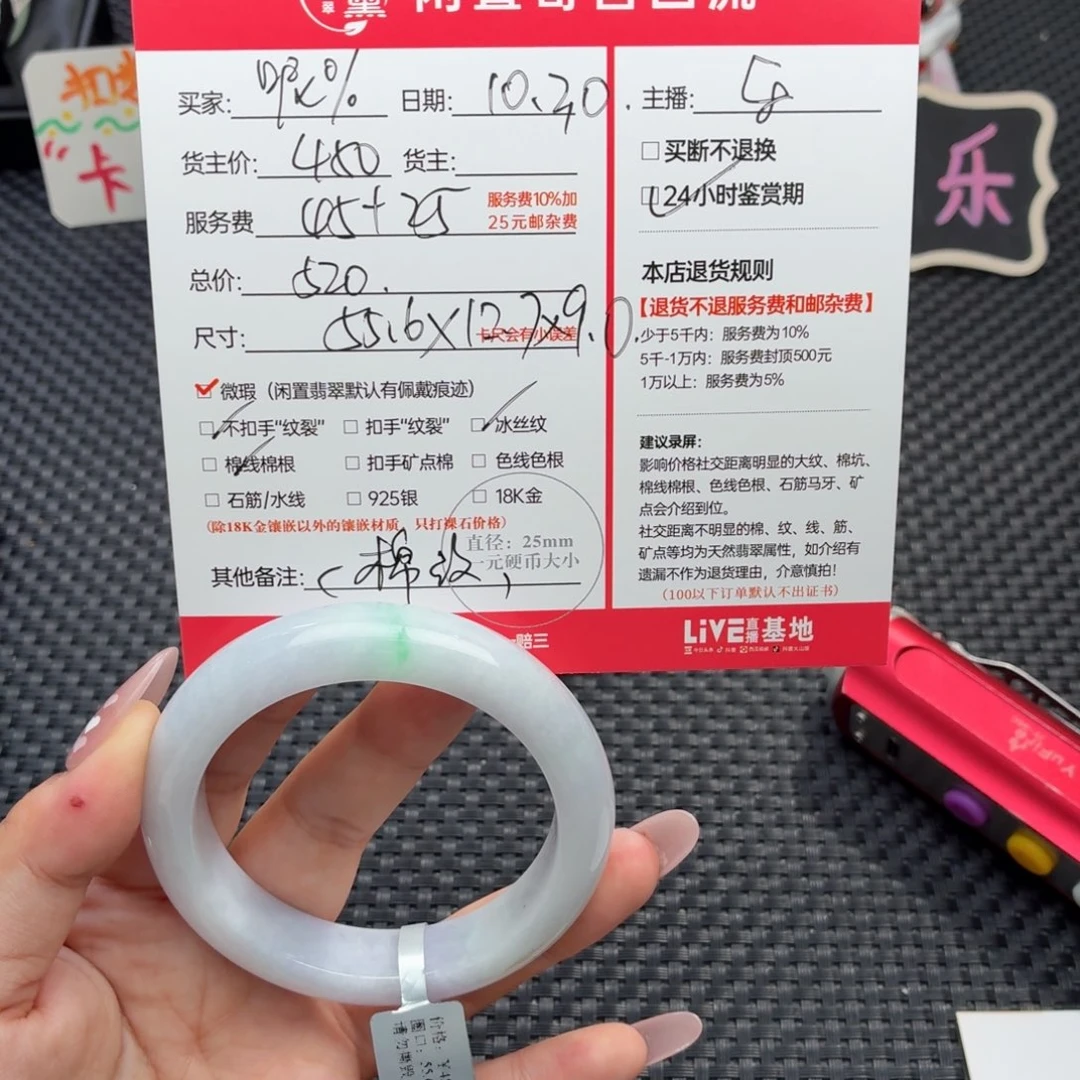 翠
买家:
日期: 10.20.
货主价: 450 货主:
服务费 45+25 服务费10%加
25元邮杂费
总价: 520.
尺寸: 55.6X12.7X9.0.
卡尺会有小误差
微瑕(闲置翡翠默认有佩戴痕迹)
不扣手"纹裂" 扣手"纹裂" 冰丝纹
棉线棉根 扣手矿点棉 色线色根
石筋/水线 925银 18K金
(除18K金镶嵌以外的镶嵌材质,只打裸石价格)
直径:25mm
一元硬币大小
其他备注: (棉纹)
赔三
主播:
买断不退换
24小时鉴赏期
本店退货规则
【退货不退服务费和邮杂费】
少于5千内:服务费为10%
5千-1万内:服务费封顶500元
1万以上:服务费为5%
建议录屏:
影响价格社交距离明显的大纹、棉坑、
棉线棉根、色线色根、石筋马牙、矿
点会介绍到位。
社交距离不明显的棉、纹、线、筋、
矿点等均为天然翡翠属性,如介绍有
遗漏不作为退货理由,介意慎拍!
(100以下订单默认不出证书)
LiVE直播基地
卡
乐
YuFU